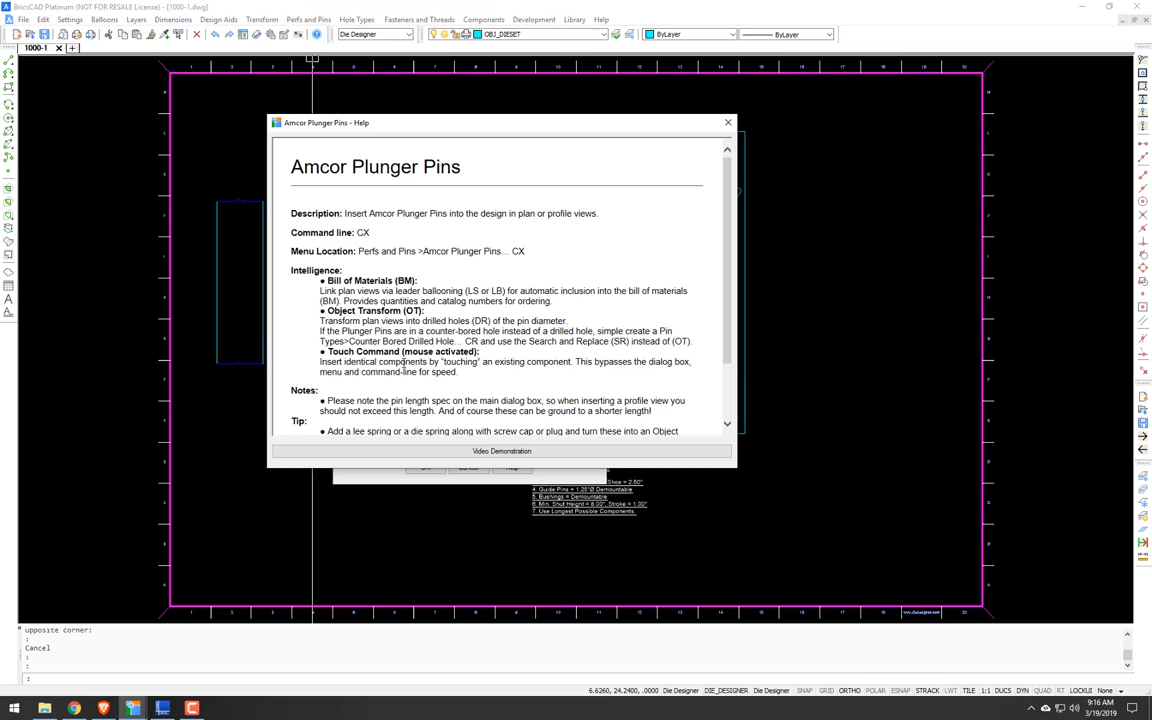 BricsCAD Platinum (NOT FOR RESALE License) - [1000-1.dwg]
File Edit Settings Balloons Layers Dimensions Design Aids Transform Perfs and Pins Hole Types Fasteners and Threads Components Development Library Help
Die Designer OBJ_DIESET ByLayer ByLayer
1000-1
Amcor Plunger Pins - Help
Amcor Plunger Pins
Description: Insert Amcor Plunger Pins into the design in plan or profile views.
Command line: CX
Menu Location: Perfs and Pins >Amcor Plunger Pins... CX
Intelligence:
● Bill of Materials (BM):
Link plan views via leader ballooning (LS or LB) for automatic inclusion into the bill of materials
(BM). Provides quantities and catalog numbers for ordering.
● Object Transform (OT):
Transform plan views into drilled holes (DR) of the pin diameter.
If the Plunger Pins are in a counter-bored hole instead of a drilled hole, simple create a Pin
Types>Counter Bored Drilled Hole... CR and use the Search and Replace (SR) instead of (OT).
● Touch Command (mouse activated):
Insert identical components by "touching" an existing component. This bypasses the dialog box,
menu and command-line for speed.
Notes:
● Please note the pin length spec on the main dialog box, so when inserting a profile view you
should not exceed this length. And of course these can be ground to a shorter length!
Tip:
● Add a lee spring or a die spring along with screw cap or plug and turn these into an Object
Video Demonstration
Shoe = 2.50"
4. Guide Pins = 1.25"Ø Demountable
5. Bushings = Demountable
6. Min. Shut Height = 8.00", Stroke = 1.00"
7. Use Longest Possible Components.
Opposite corner:
:
Cancel
:
:
:
6.6260, 24.2400, .0000 Die Designer DIE_DESIGNER Die Designer SNAP GRID ORTHO POLAR ESNAP STRACK LWT TILE 1:1 DUCS DYN QUAD RT LOCKUI None
9:16 AM
3/19/2019